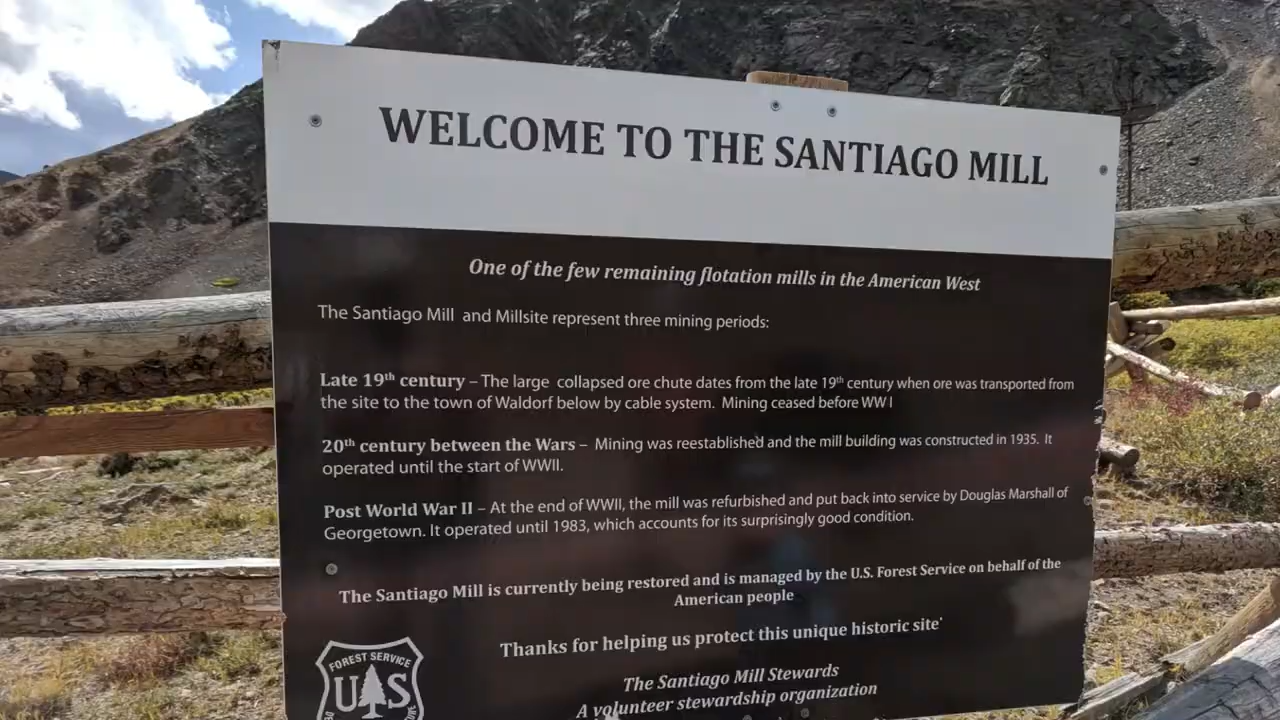 WELCOME TO THE SANTIAGO MILL
One of the few remaining flotation mills in the American West
The Santiago Mill and Millsite represent three mining periods:
Late 19th century – The large collapsed ore chute dates from the late 19th century when ore was transported from
the site to the town of Waldorf below by cable system. Mining ceased before WW I
20th century between the Wars – Mining was reestablished and the mill building was constructed in 1935. It
operated until the start of WWII.
Post World War II – At the end of WWII, the mill was refurbished and put back into service by Douglas Marshall of
Georgetown. It operated until 1983, which accounts for its surprisingly good condition.
The Santiago Mill is currently being restored and is managed by the U.S. Forest Service on behalf of the
American people
Thanks for helping us protect this unique historic site'
The Santiago Mill Stewards
A volunteer stewardship organization
FOREST SERVICE
U S